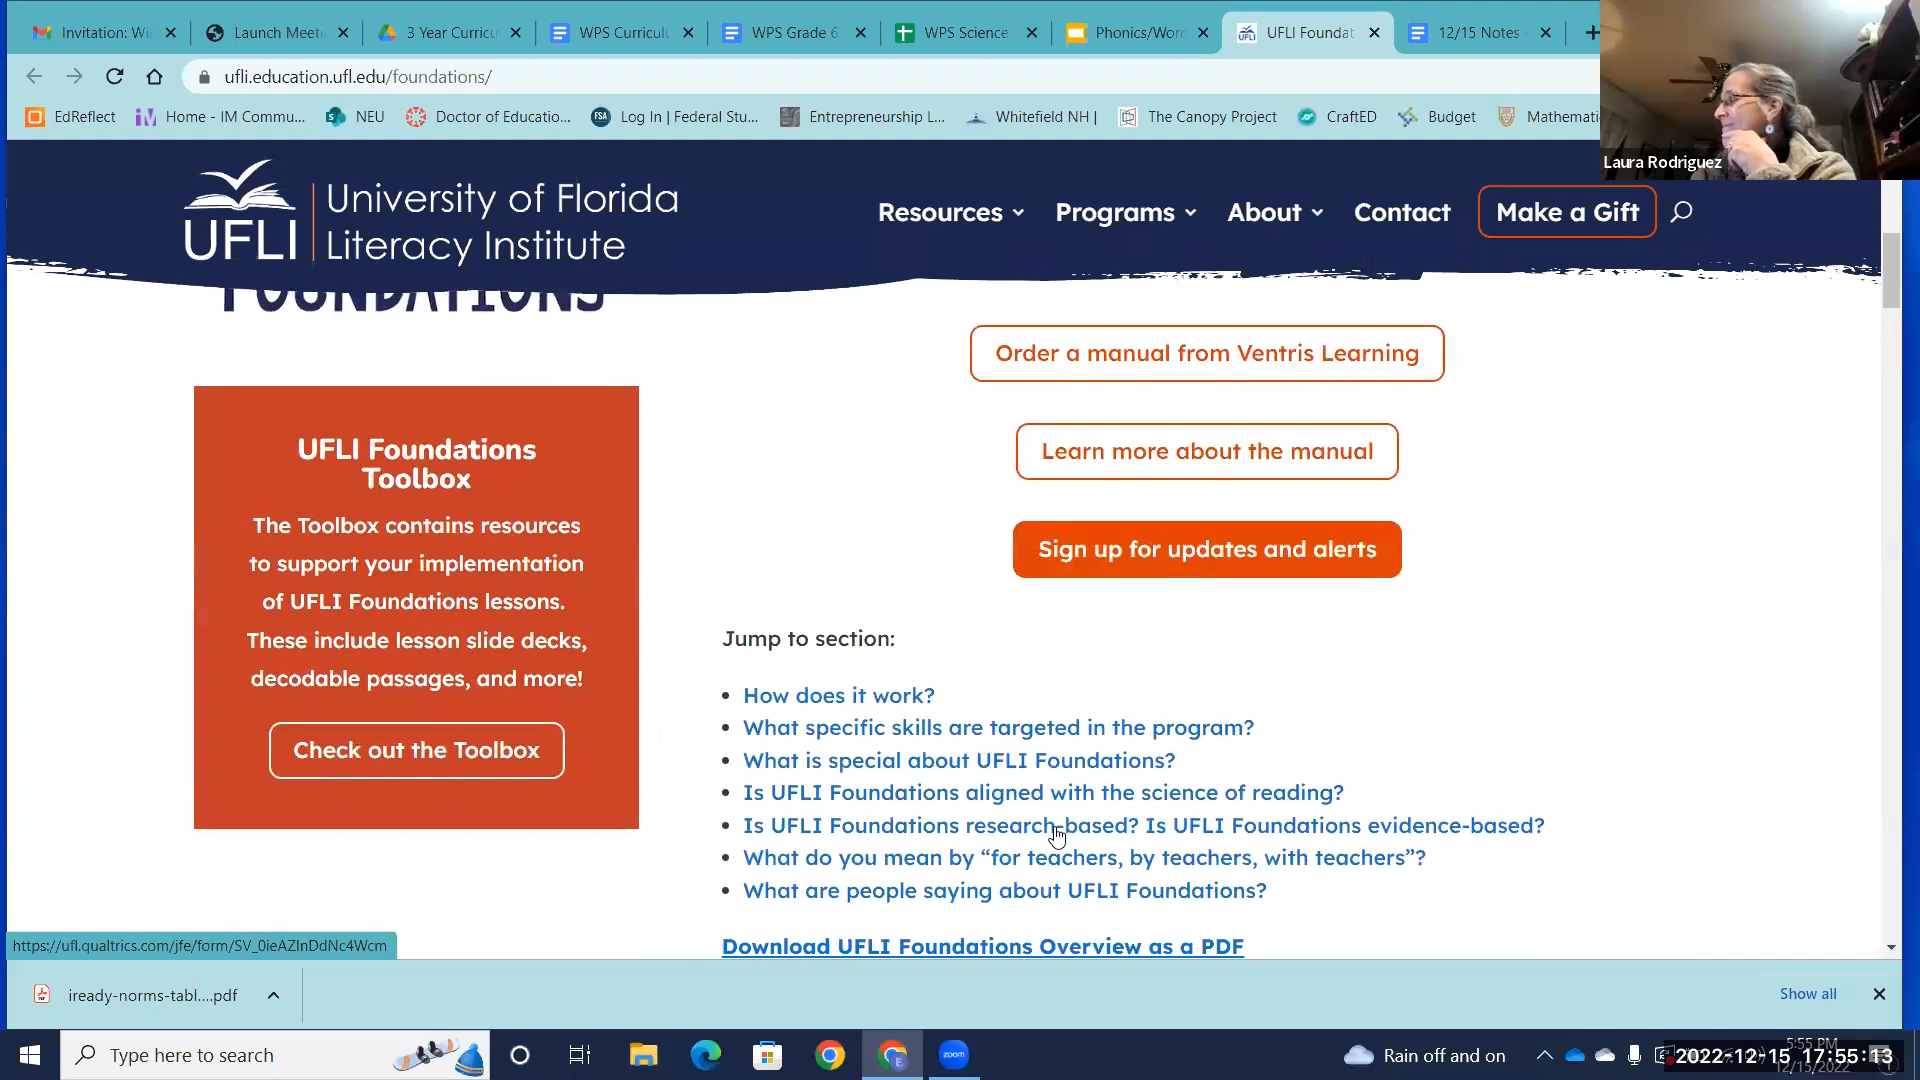 Invitation: Wi
Launch Meeti
3 Year Curricu
WPS Curricul
WPS Grade 6
WPS Science
Phonics/Word
UFLI Foundat
12/15 Notes
ufli.education.ufl.edu/foundations/
EdReflect
Home - IM Commu...
NEU
Doctor of Educatio...
FSA
Log In | Federal Stu...
Entrepreneurship L...
Whitefield NH |
The Canopy Project
CraftED
Budget
Mathemati
Laura Rodriguez
UFLI
University of Florida
Literacy Institute
Resources
Programs
About
Contact
Make a Gift
FOUNDATIONS
Order a manual from Ventris Learning
Learn more about the manual
Sign up for updates and alerts
UFLI Foundations
Toolbox
The Toolbox contains resources
to support your implementation
of UFLI Foundations lessons.
These include lesson slide decks,
decodable passages, and more!
Check out the Toolbox
Jump to section:
How does it work?
What specific skills are targeted in the program?
What is special about UFLI Foundations?
Is UFLI Foundations aligned with the science of reading?
Is UFLI Foundations research-based? Is UFLI Foundations evidence-based?
What do you mean by “for teachers, by teachers, with teachers”?
What are people saying about UFLI Foundations?
Download UFLI Foundations Overview as a PDF
https://ufl.qualtrics.com/jfe/form/SV_0ieAZInDdNc4Wcm
iready-norms-tabl....pdf
Show all
Type here to search
zoom
Rain off and on
5:55 PM
12/15/2022
2022-12-15 17:55:13